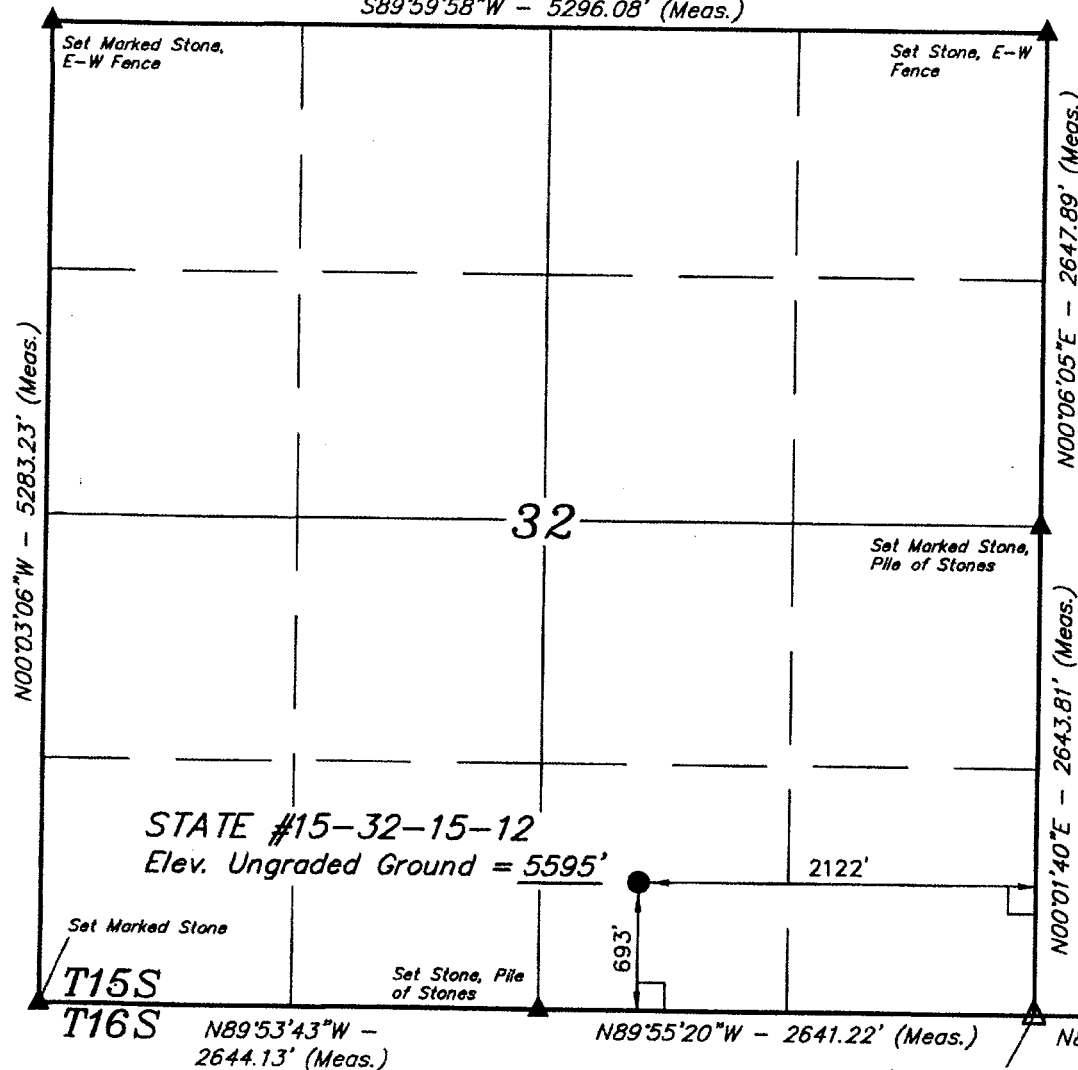 S89°59'58"W - 5296.08' (Meas.)
Set Marked Stone,
E-W Fence
Set Stone, E-W
Fence
N00°06'05"E - 2647.89' (Meas.)
N00°03'06"W - 5283.23' (Meas.)
32
Set Marked Stone,
Pile of Stones
N00°01'40"E - 2643.81' (Meas.)
STATE #15-32-15-12
Elev. Ungraded Ground = 5595'
2122'
693'
Set Marked Stone
T15S
Set Stone, Pile
of Stones
T16S
N89°53'43"W -
2644.13' (Meas.)
N89°55'20"W - 2641.22' (Meas.)